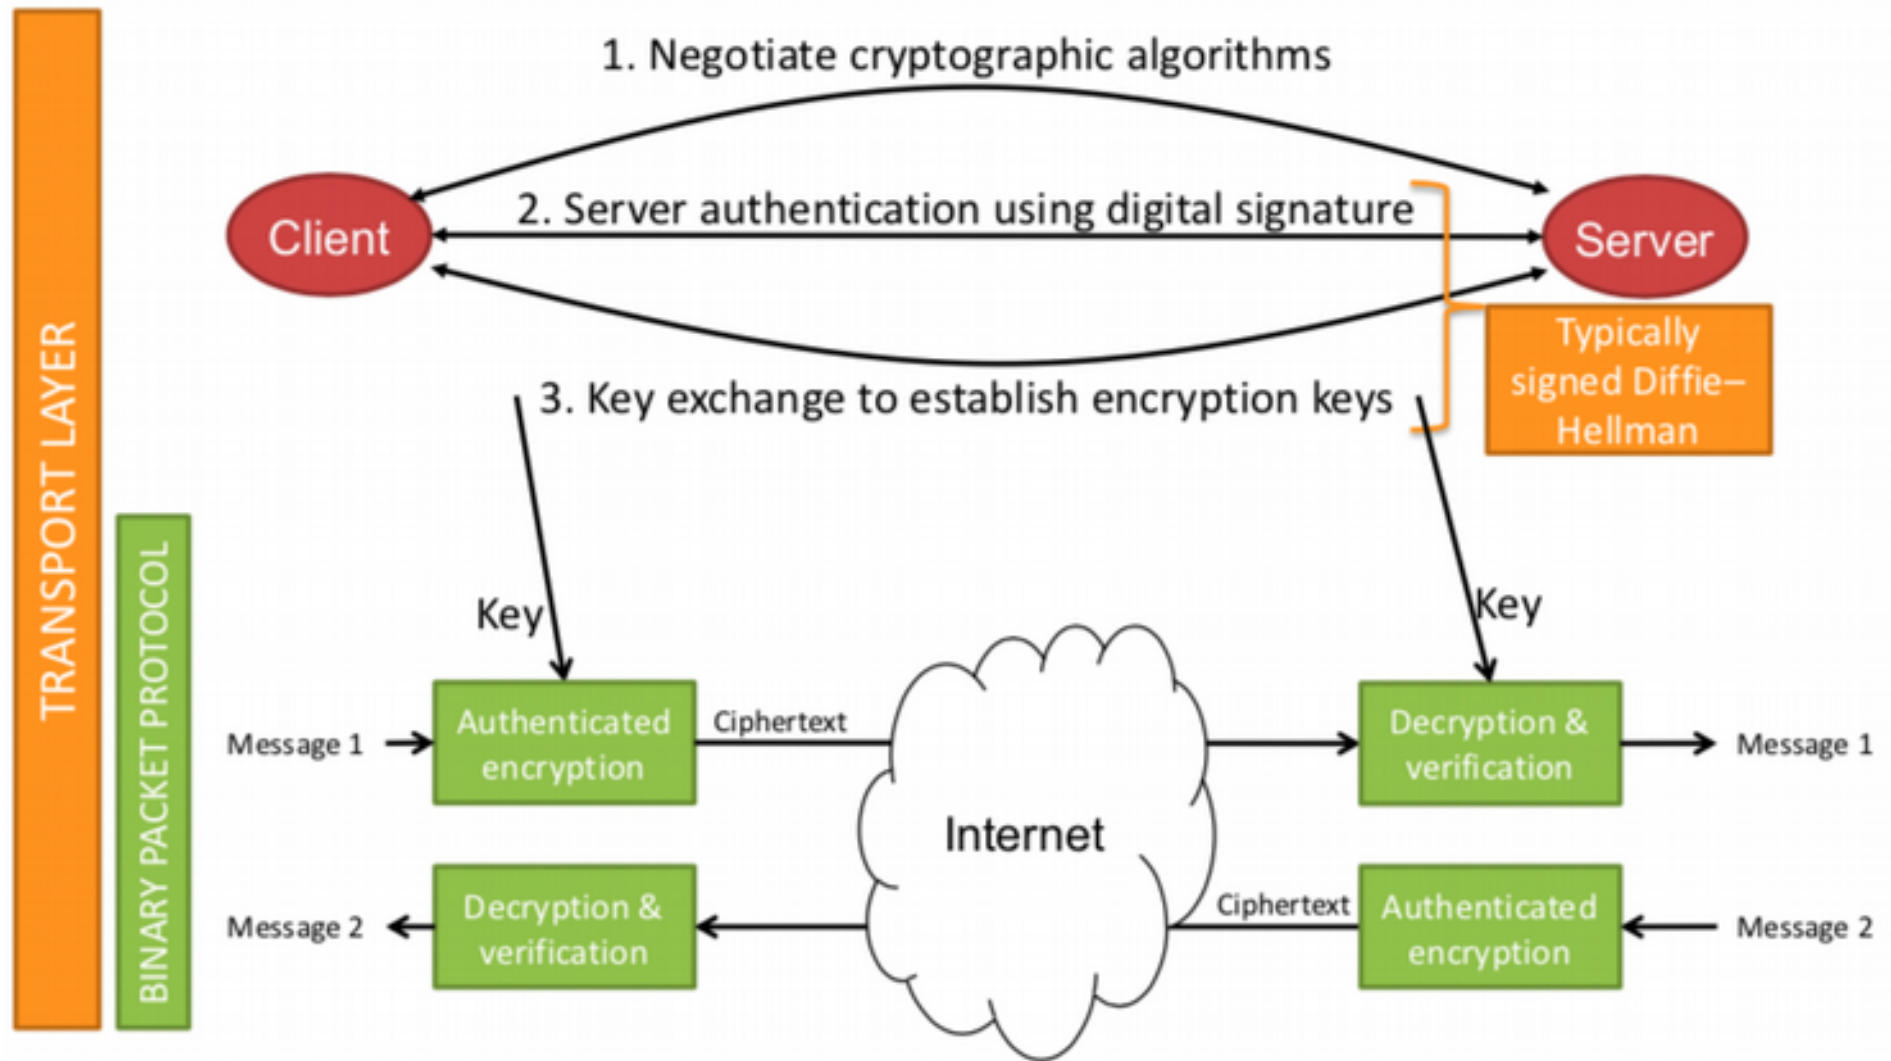 TRANSPORT LAYER
BINARY PACKET PROTOCOL
1. Negotiate cryptographic algorithms
Client
2. Server authentication using digital signature
Server
Typically
signed Diffie–
Hellman
3. Key exchange to establish encryption keys
Key
Key
Message 1
Authenticated
encryption
Ciphertext
Internet
Decryption &
verification
Message 1
Message 2
Decryption &
verification
Ciphertext
Authenticated
encryption
Message 2